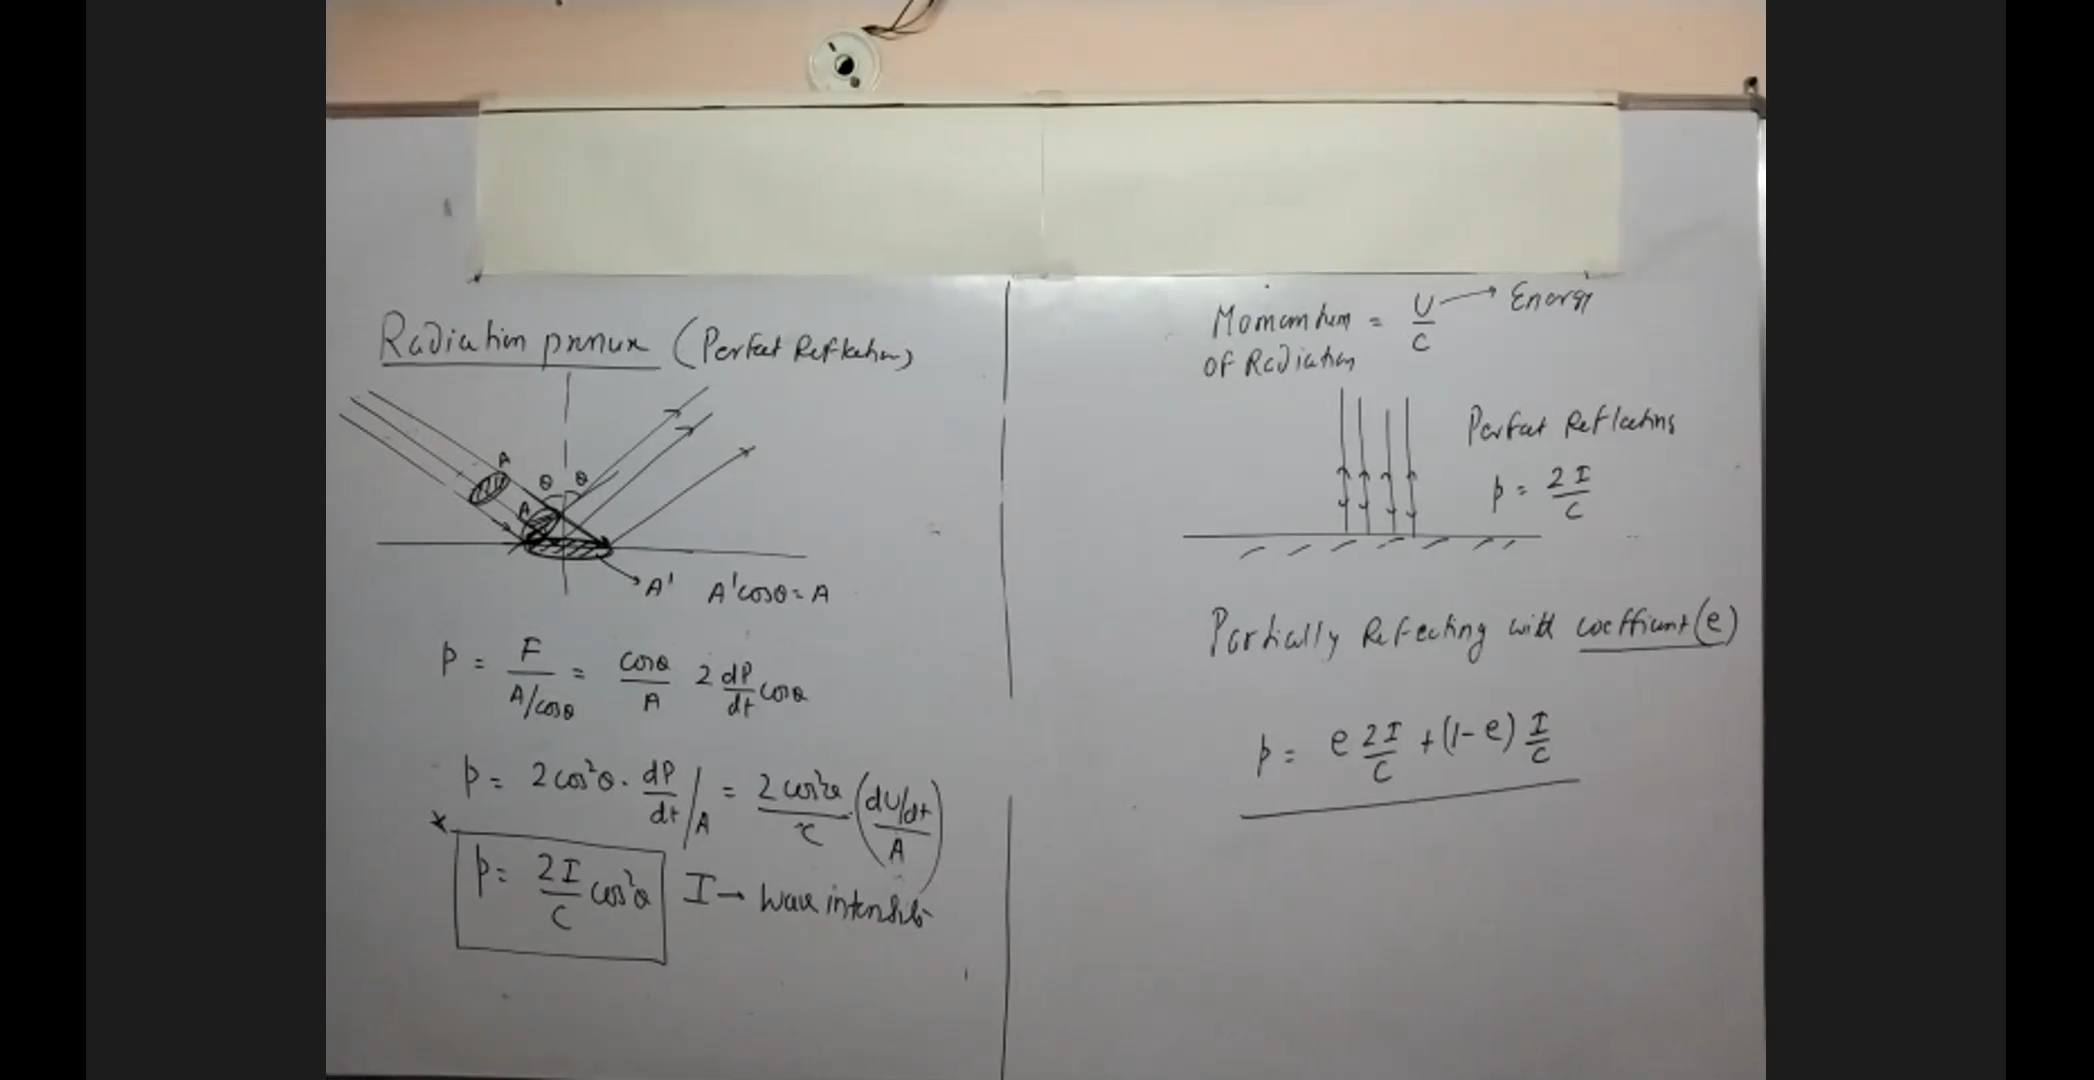 Radiation pressure (Perfect Reflection)
A
θ θ
A
A' A'cosθ = A
p = F/(A/cosθ) = cosθ/A 2 dP/dt cosθ
p = 2cos²θ · dP/dt / A = 2cos²θ/c · ((dU/dt)/A)
* p = 2I/C cos²θ I → wave intensity
Momentum of Radiation = U/C → Energy
Perfect Reflecting
p = 2I/C
Partially Reflecting with coefficient (e)
p = e 2I/C + (1-e) I/C